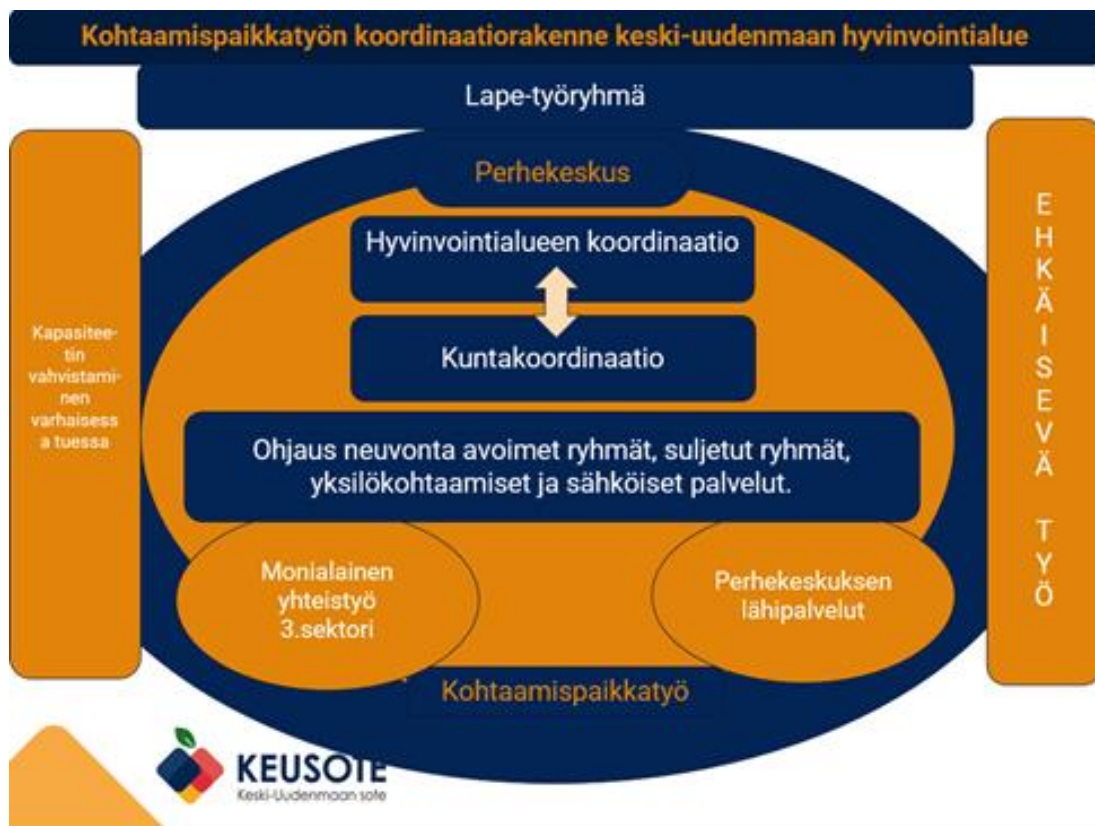 Kohtaamispaikkatyön koordinaatiorakenne keski-uudenmaan hyvinvointialue
Lape-työryhmä
Perhekeskus
Hyvinvointialueen koordinaatio
Kuntakoordinaatio
Kapasitee-
tin
vahvistami-
nen
varhaisess
a tuessa
Ohjaus neuvonta avoimet ryhmät, suljetut ryhmät,
yksilökohtaamiset ja sähköiset palvelut.
Monialainen
yhteistyö
3.sektori
Perhekeskuksen
lähipalvelut
Kohtaamispaikkatyö
EHKÄISEVÄ TYÖ
KEUSOTE
Keski-Uudenmaan sote